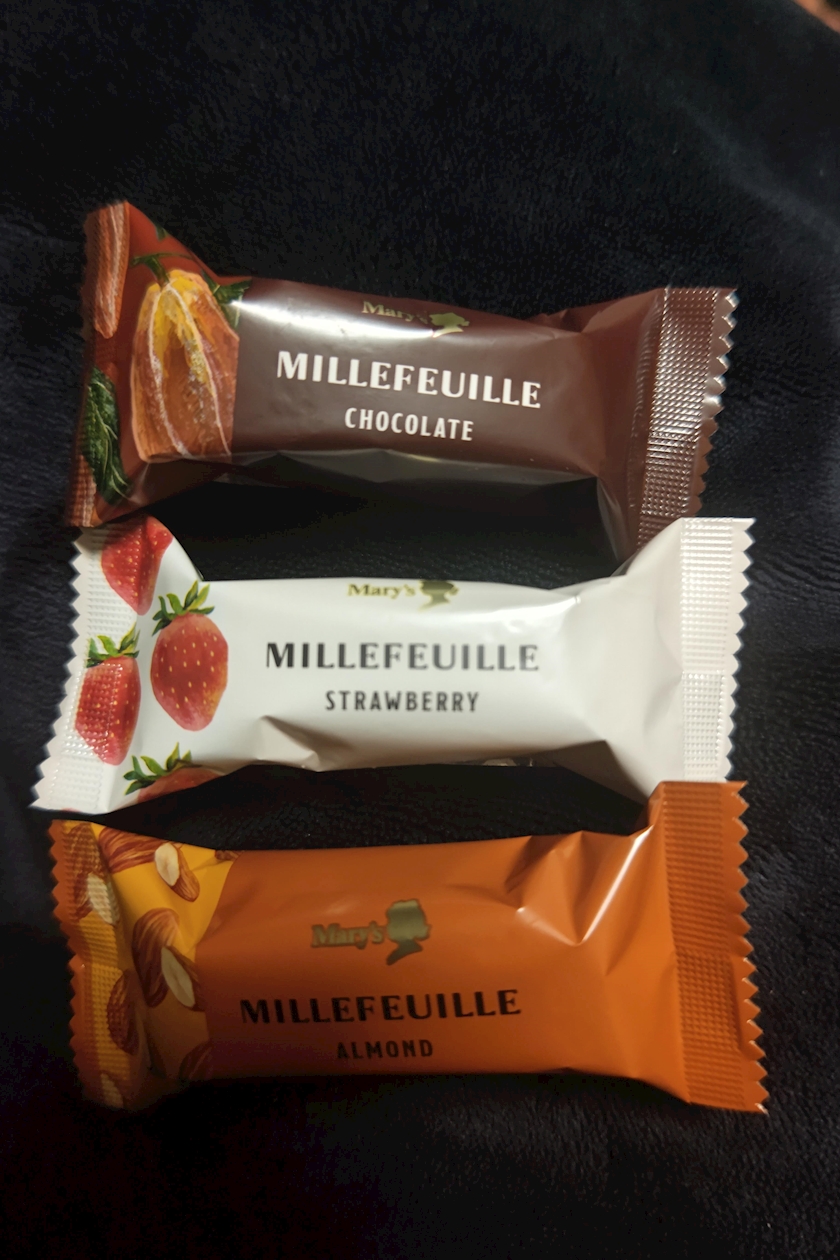 Mary's
MILLEFEUILLE
CHOCOLATE
Mary's
MILLEFEUILLE
STRAWBERRY
Mary's
MILLEFEUILLE
ALMOND